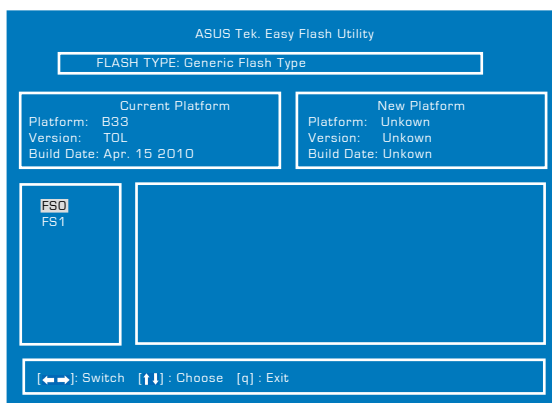 ASUS Tek. Easy Flash Utility
FLASH TYPE: Generic Flash Type
Current Platform
Platform: B33
Version: TOL
Build Date: Apr. 15 2010
New Platform
Platform: Unkown
Version: Unkown
Build Date: Unkown
FS0
FS1
[←→]: Switch [↑↓] : Choose [q] : Exit